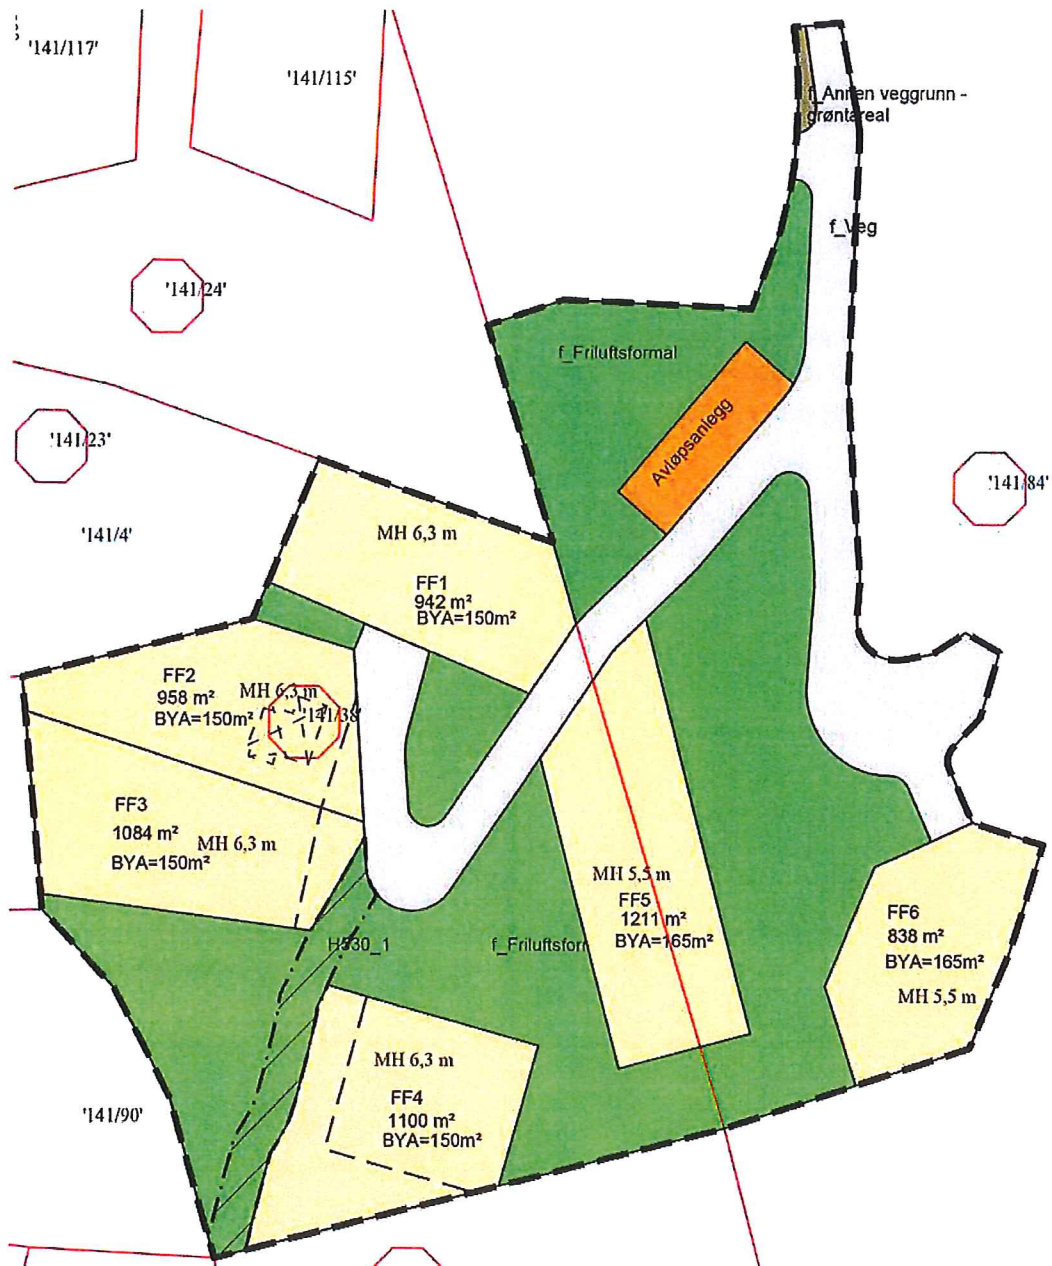 '141/117'
'141/115'
f_Annen veggrunn -
grøntareal
f_Veg
'141/24'
f_Friluftsformal
Avløpsanlegg
'141/23'
'141/84'
'141/4'
MH 6,3 m
FF1
942 m²
BYA=150m²
FF2
958 m²
BYA=150m²
MH 6,3 m
'141/38'
FF3
1084 m²
BYA=150m²
MH 6,3 m
MH 5,5 m
FF5
1211 m²
BYA=165m²
FF6
838 m²
BYA=165m²
MH 5,5 m
H530_1
f_Friluftsforr
MH 6,3 m
FF4
1100 m²
BYA=150m²
'141/90'